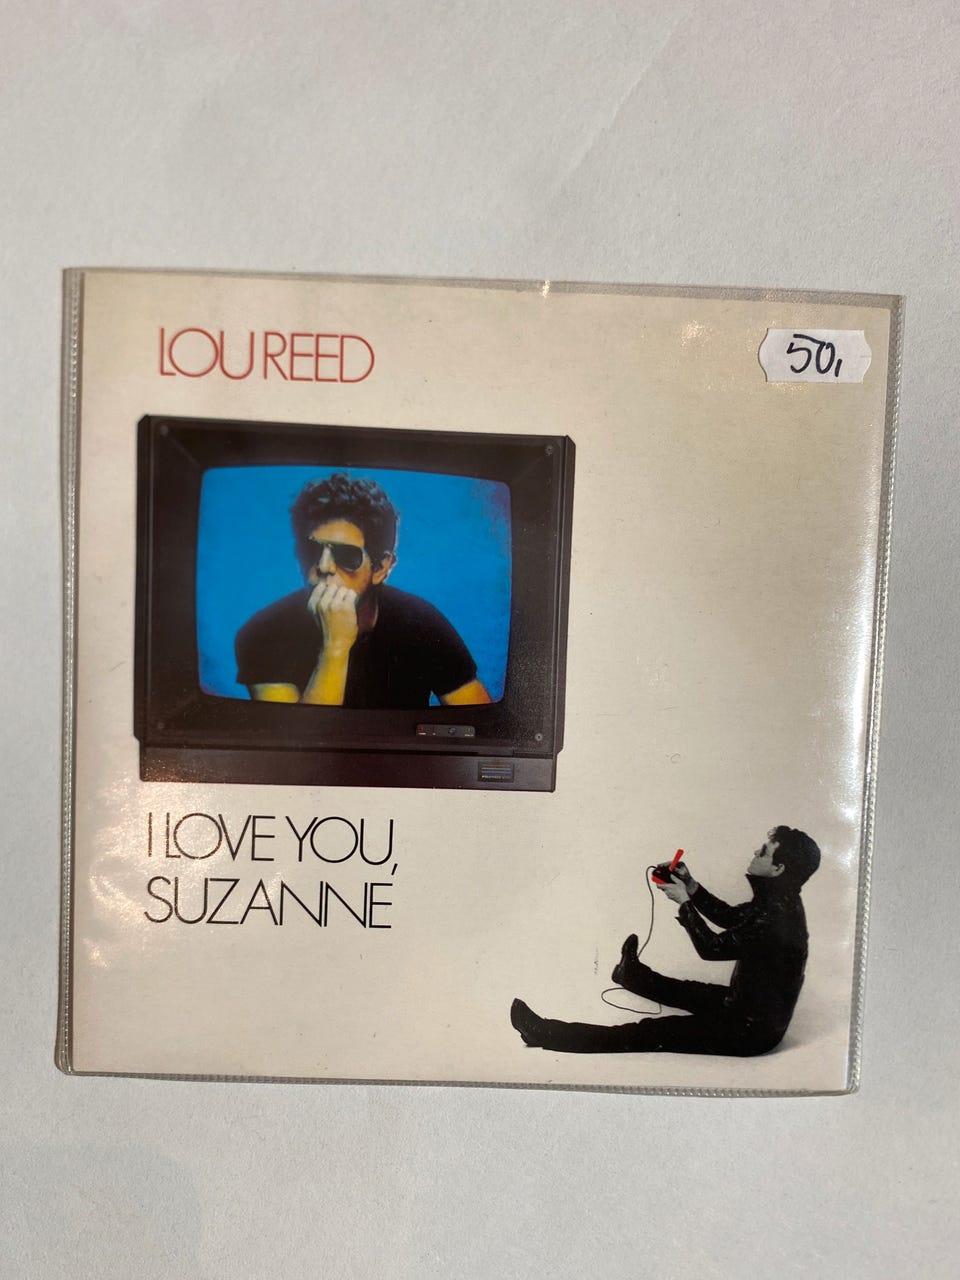 LOU REED
50,
I LOVE YOU,
SUZANNE